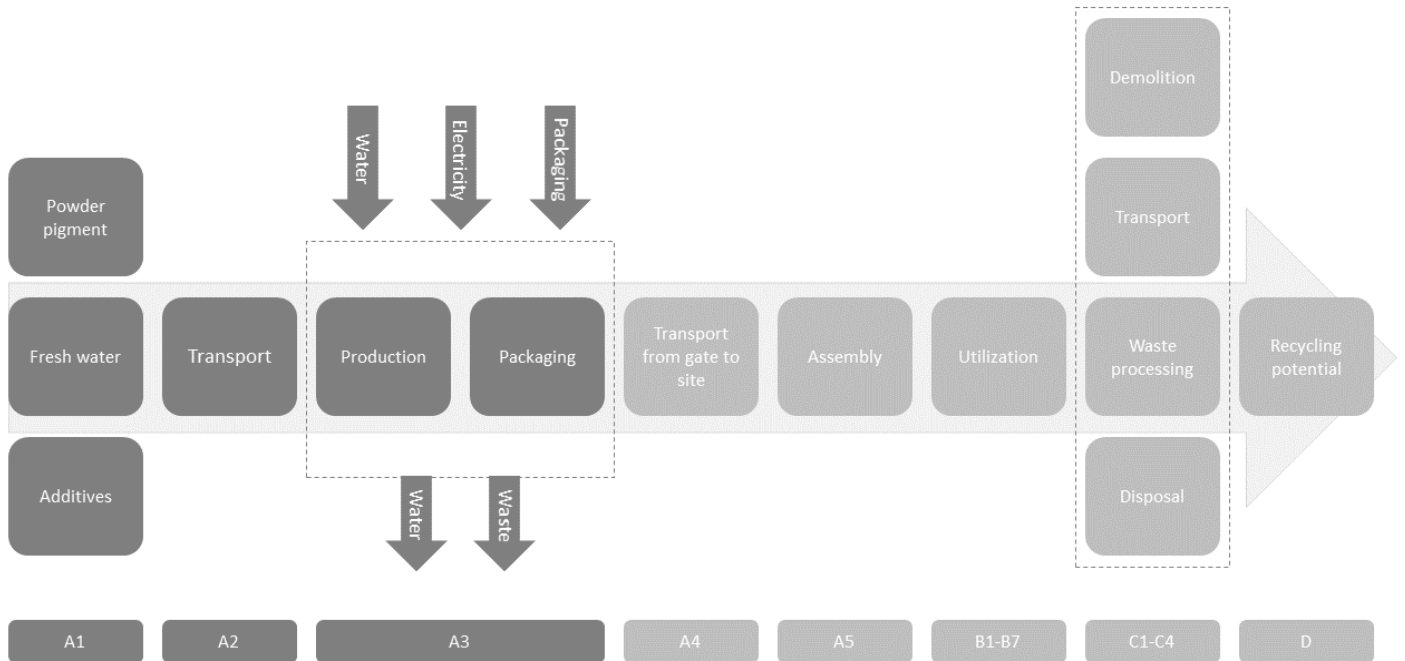 Demolition
Water
Electricity
Packaging
Powder
pigment
Transport
Fresh water
Transport
Production
Packaging
Transport
from gate to
site
Assembly
Utilization
Waste
processing
Recycling
potential
Additives
Water
Waste
Disposal
A1
A2
A3
A4
A5
B1-B7
C1-C4
D